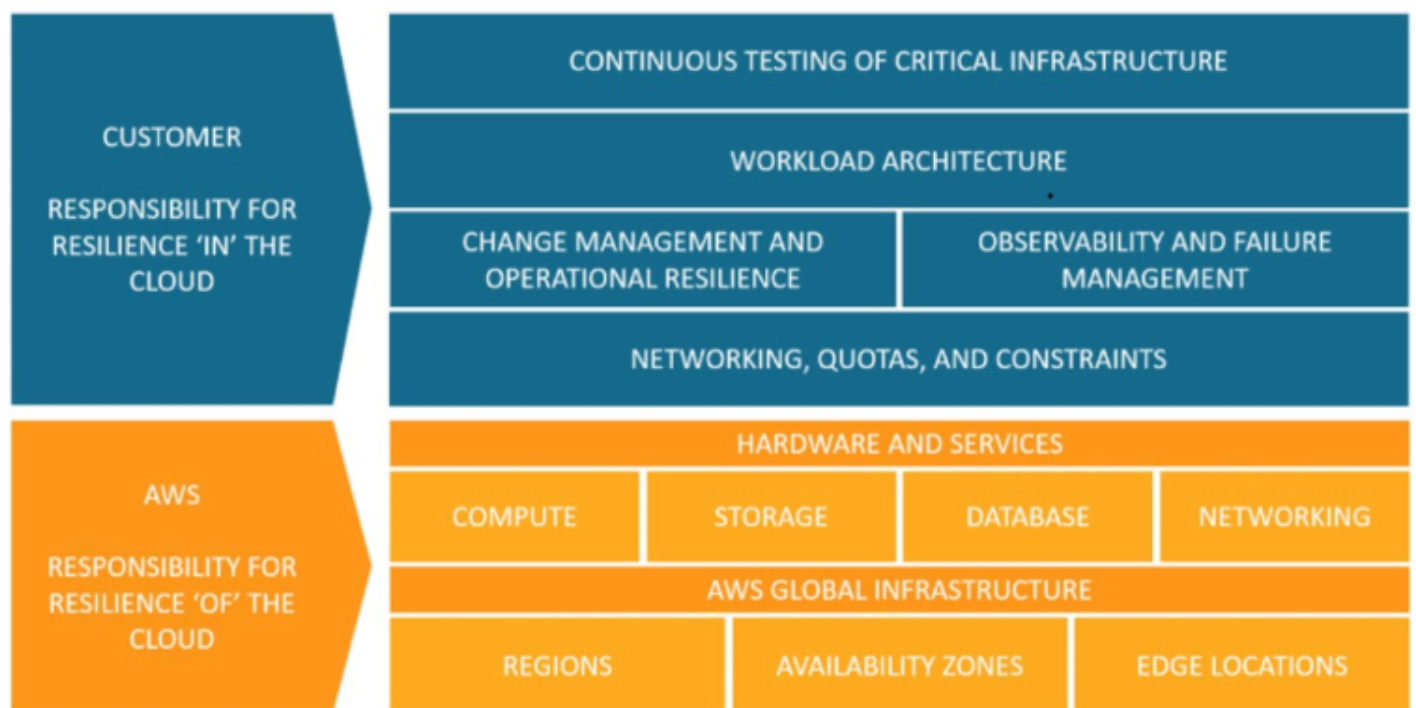 CUSTOMER
RESPONSIBILITY FOR
RESILIENCE ‘IN’ THE
CLOUD
CONTINUOUS TESTING OF CRITICAL INFRASTRUCTURE
WORKLOAD ARCHITECTURE
CHANGE MANAGEMENT AND
OPERATIONAL RESILIENCE
OBSERVABILITY AND FAILURE
MANAGEMENT
NETWORKING, QUOTAS, AND CONSTRAINTS
AWS
RESPONSIBILITY FOR
RESILIENCE ‘OF’ THE
CLOUD
HARDWARE AND SERVICES
COMPUTE
STORAGE
DATABASE
NETWORKING
AWS GLOBAL INFRASTRUCTURE
REGIONS
AVAILABILITY ZONES
EDGE LOCATIONS